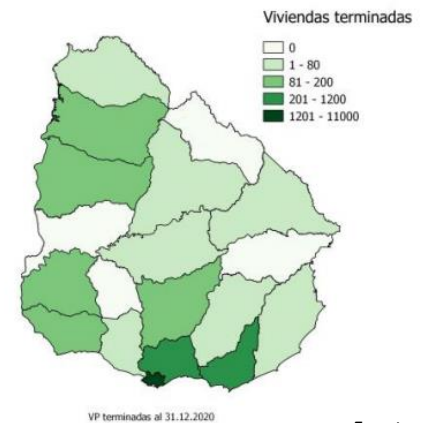 Viviendas terminadas
0
1 - 80
81 - 200
201 - 1200
1201 - 11000
VP terminadas al 31.12.2020